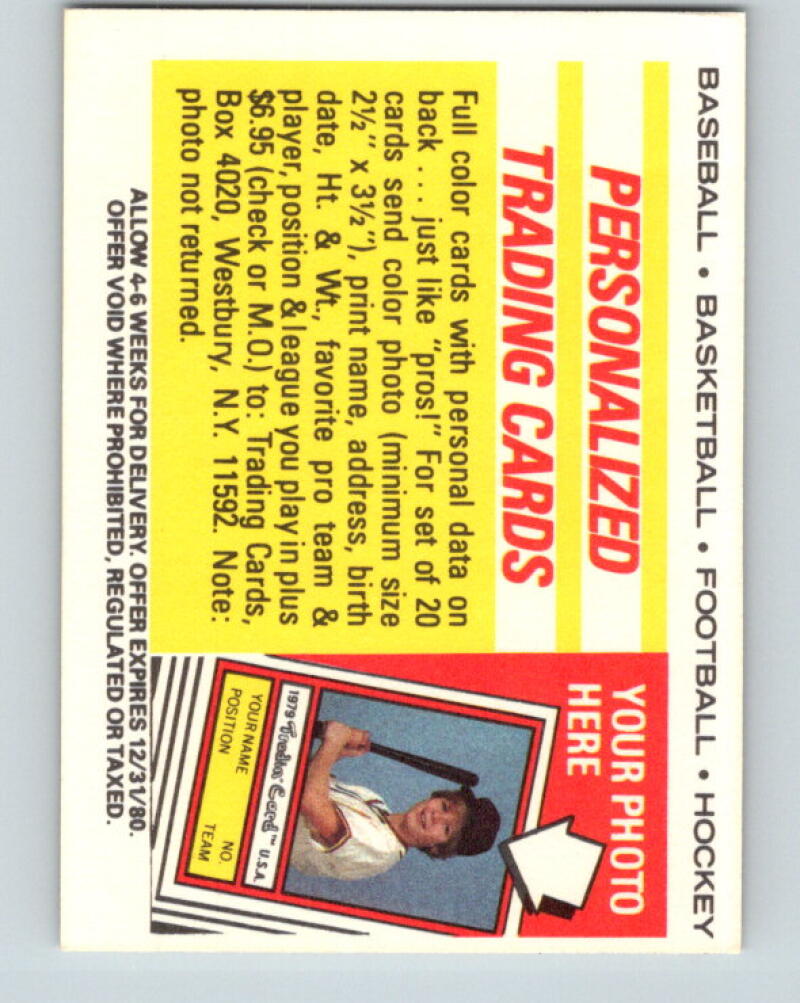 BASEBALL • BASKETBALL • FOOTBALL • HOCKEY
PERSONALIZED
TRADING CARDS
Full color cards with personal data on
back . . . just like "pros!" For set of 20
cards send color photo (minimum size
2½" x 3½"), print name, address, birth
date, Ht. & Wt., favorite pro team &
player, position & league you play in plus
$6.95 (check or M.O.) to: Trading Cards,
Box 4020, Westbury, N.Y. 11592. Note:
photo not returned.
YOUR PHOTO
HERE
1979 Tradin' Card™ U.S.A.
YOUR NAME NO.
POSITION TEAM
ALLOW 4-6 WEEKS FOR DELIVERY. OFFER EXPIRES 12/31/80.
OFFER VOID WHERE PROHIBITED, REGULATED OR TAXED.